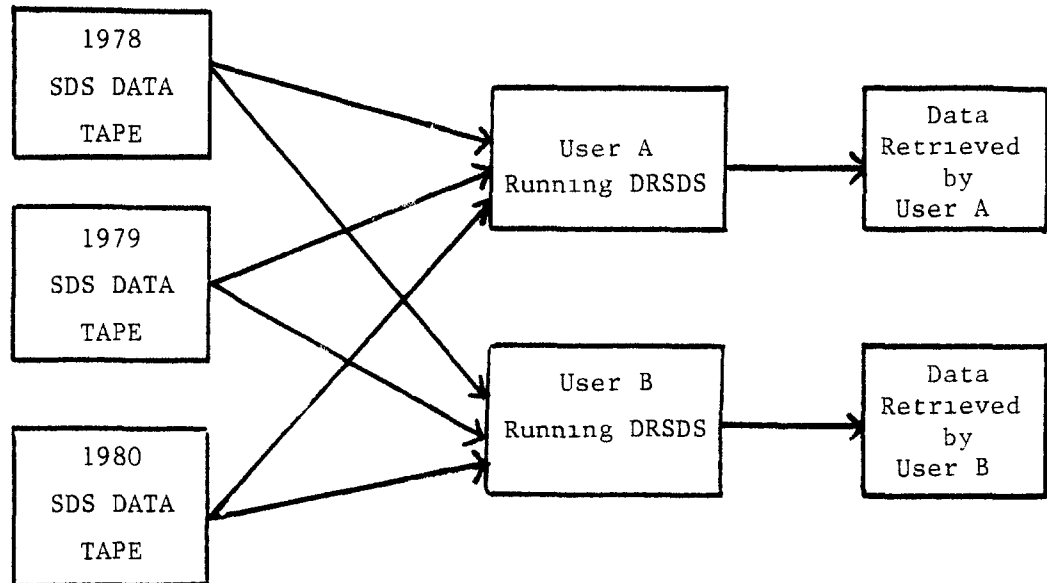 1978
SDS DATA
TAPE
1979
SDS DATA
TAPE
1980
SDS DATA
TAPE
User A
Running DRSDS
User B
Running DRSDS
Data
Retrieved
by
User A
Data
Retrieved
by
User B